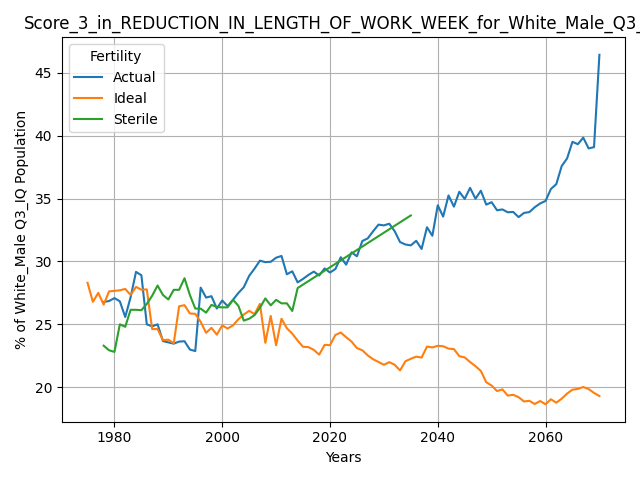 Score_3_in_REDUCTION_IN_LENGTH_OF_WORK_WEEK_for_White_Male_Q3_
Fertility
Actual
Ideal
Sterile
% of White_Male Q3_IQ Population
45
40
35
30
25
20
1980
2000
2020
2040
2060
Years